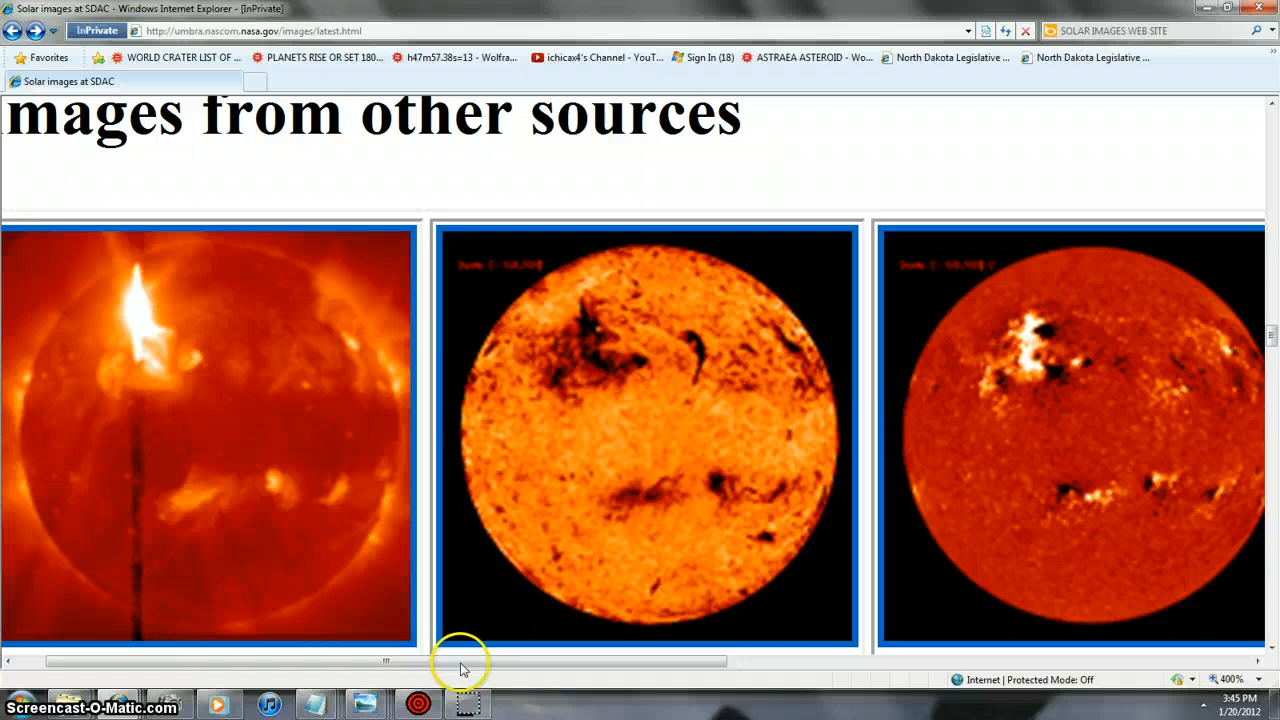 Solar images at SDAC - Windows Internet Explorer - [InPrivate]
InPrivate http://umbra.nascom.nasa.gov/images/latest.html SOLAR IMAGES WEB SITE
Favorites WORLD CRATER LIST OF ... PLANETS RISE OR SET 180... h47m57.38s=13 - Wolfra... ichicax4's Channel - YouT... Sign In (18) ASTRAEA ASTEROID - Wo... North Dakota Legislative ... North Dakota Legislative ...
Solar images at SDAC
mages from other sources
Internet | Protected Mode: Off 400%
Screencast-O-Matic.com 3:45 PM
1/20/2012